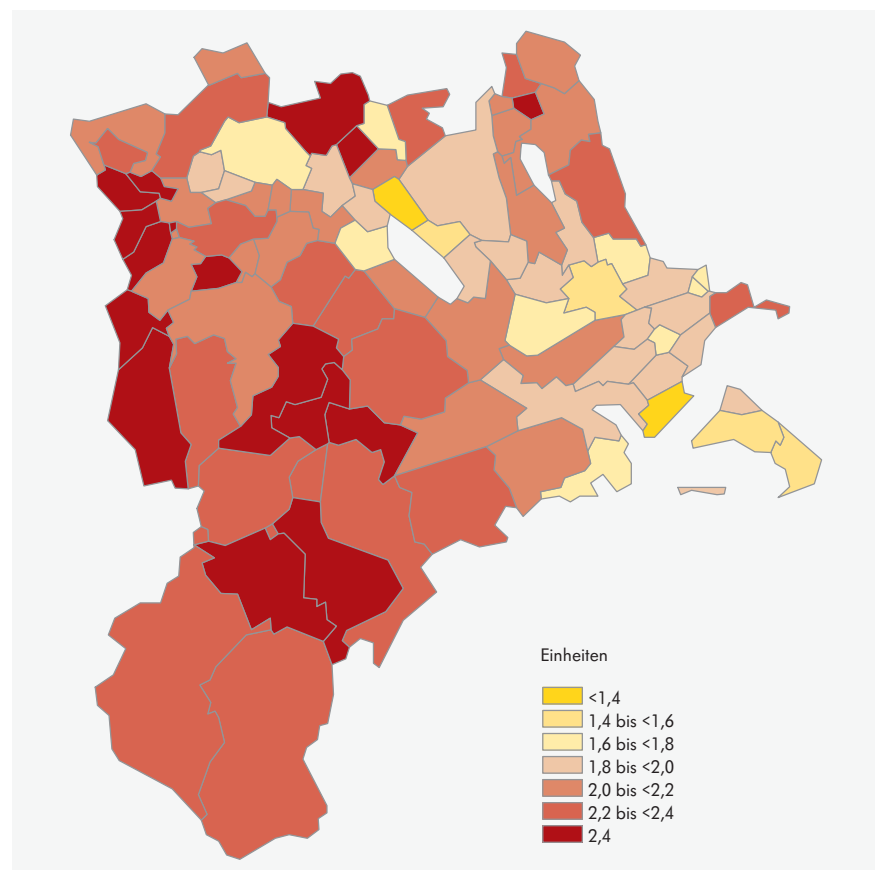 Einheiten
<1,4
1,4 bis <1,6
1,6 bis <1,8
1,8 bis <2,0
2,0 bis <2,2
2,2 bis <2,4
2,4